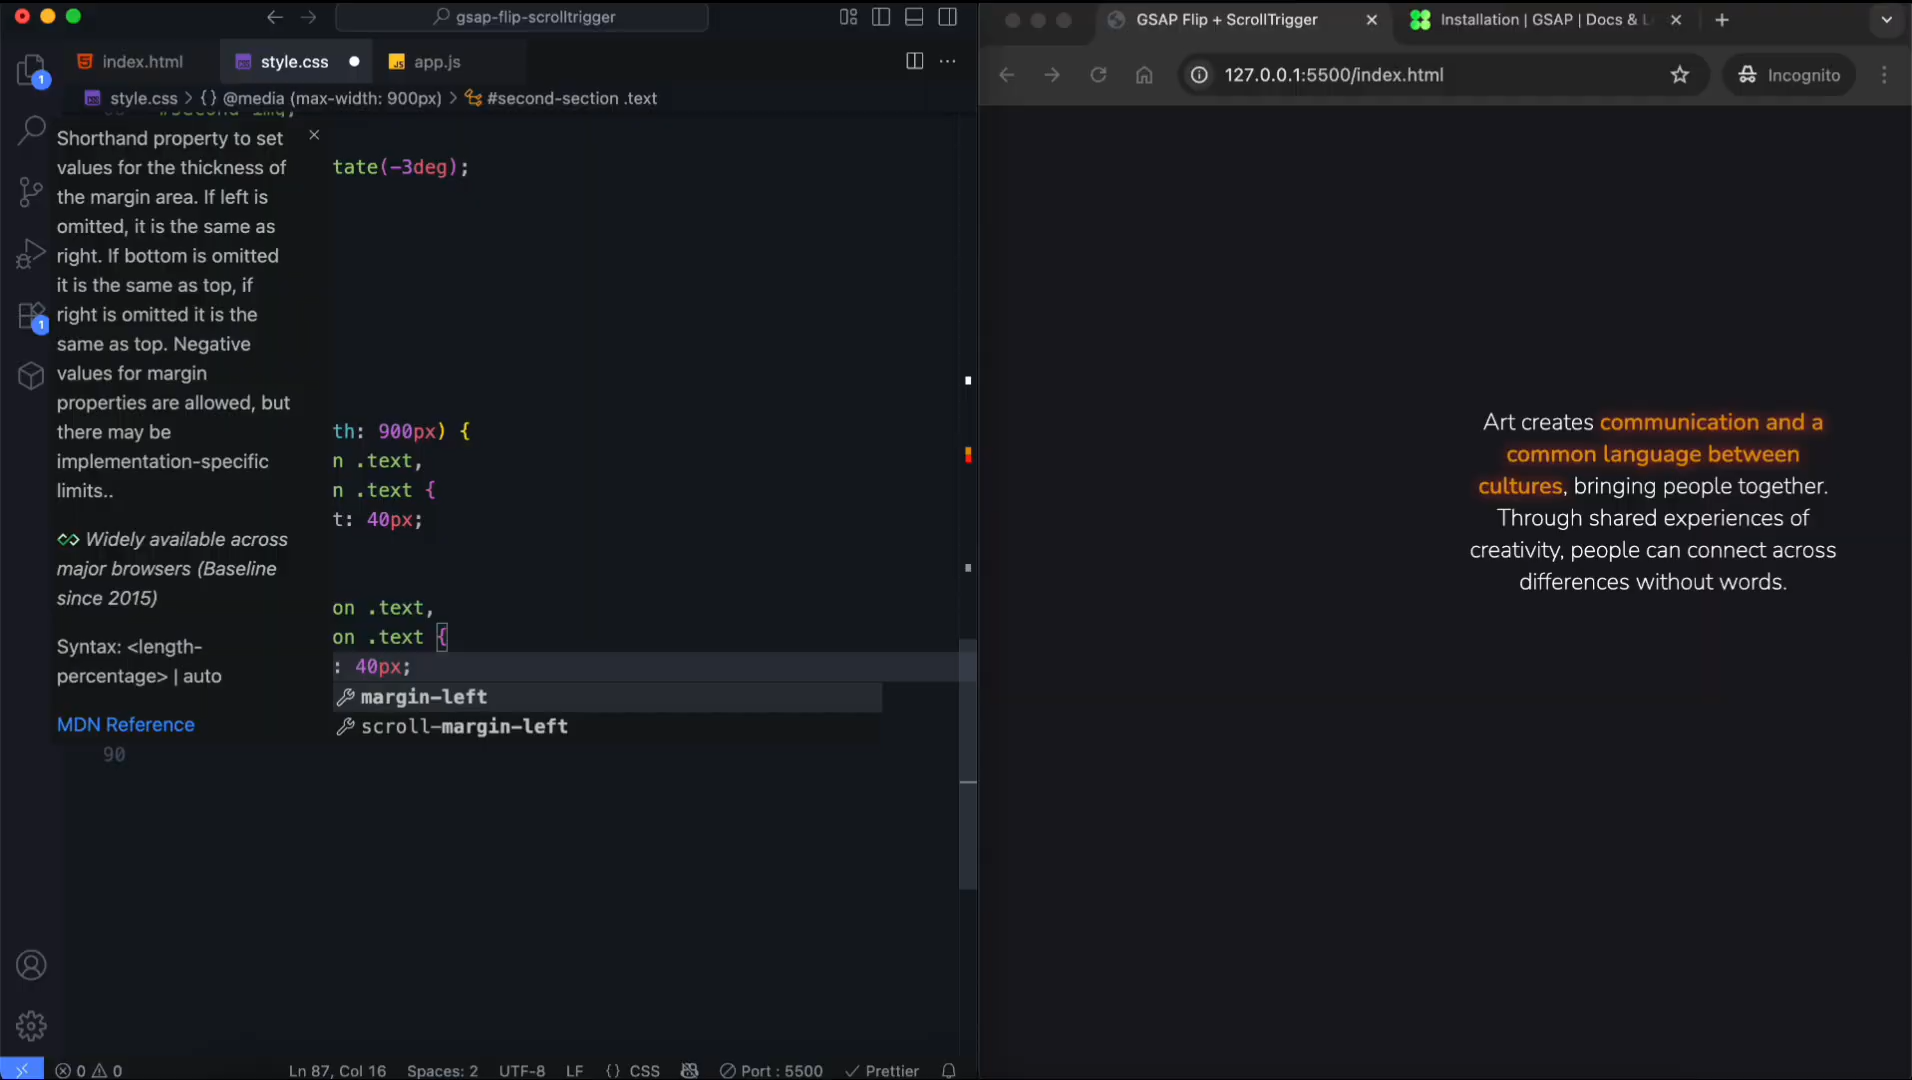 gsap-flip-scrolltrigger
index.html
style.css
app.js
style.css > {} @media (max-width: 900px) > #second-section .text
Shorthand property to set
values for the thickness of
the margin area. If left is
omitted, it is the same as
right. If bottom is omitted
it is the same as top, if
right is omitted it is the
same as top. Negative
values for margin
properties are allowed, but
there may be
implementation-specific
limits..
Widely available across
major browsers (Baseline
since 2015)
Syntax: <length-
percentage> | auto
MDN Reference
1
1
tate(-3deg);
th: 900px) {
n .text,
n .text {
t: 40px;
on .text,
on .text {
: 40px;
margin-left
scroll-margin-left
90
0 0
Ln 87, Col 16
Spaces: 2
UTF-8
LF
{} CSS
Port : 5500
Prettier
GSAP Flip + ScrollTrigger
Installation | GSAP | Docs & L
127.0.0.1:5500/index.html
Incognito
Art creates communication and a
common language between
cultures, bringing people together.
Through shared experiences of
creativity, people can connect across
differences without words.